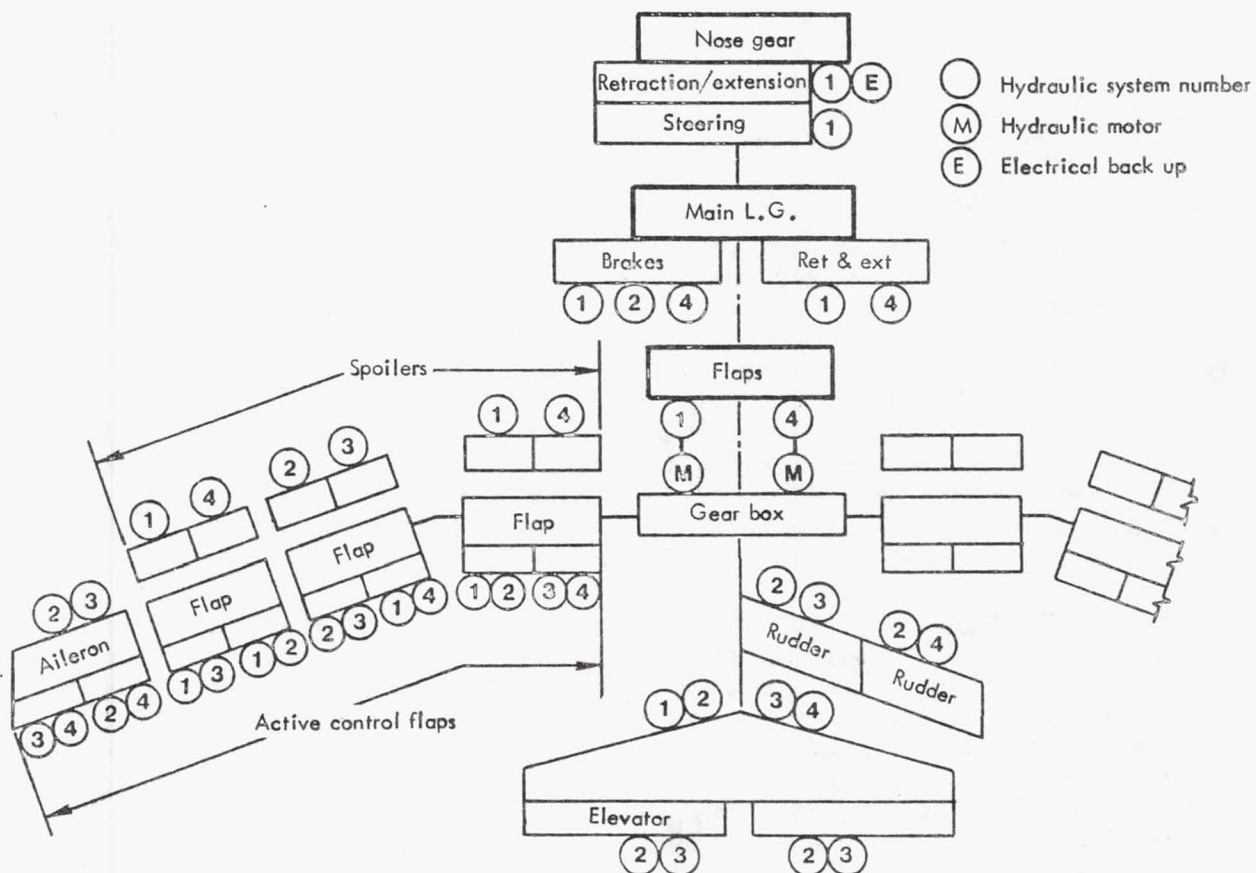 Nose gear
Retraction/extension 1 E
Steering 1
Hydraulic system number
M Hydraulic motor
E Electrical back up
Main L.G.
Brakes
Ret & ext
1 2 4
1 4
Spoilers
Flaps
1 4
M M
Gear box
1 4
Flap
1 2 3 4
2 3
Flap
2 3 1 4
1 4
Flap
1 3 1 2
2 3
Aileron
3 4 2 4
Active control flaps
2 3
Rudder
2 4
Rudder
1 2 3 4
Elevator
2 3
2 3